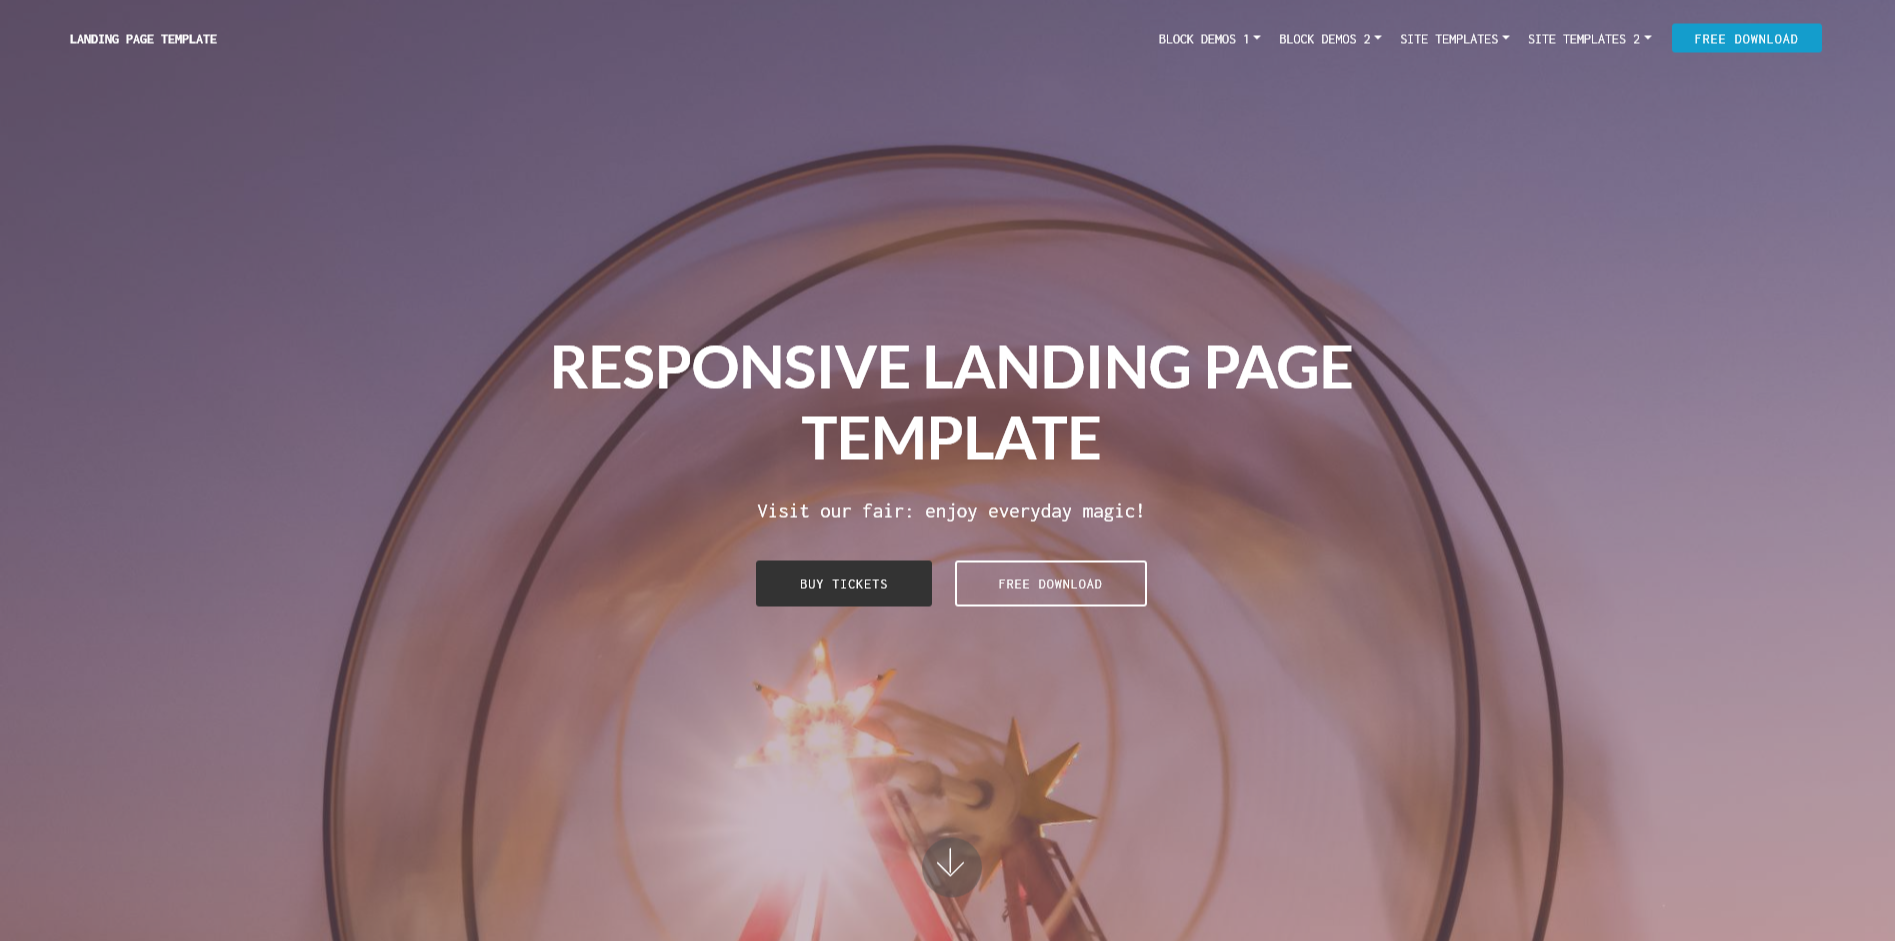 LANDING PAGE TEMPLATE
BLOCK DEMOS 1 BLOCK DEMOS 2 SITE TEMPLATES SITE TEMPLATES 2 FREE DOWNLOAD
RESPONSIVE LANDING PAGE
TEMPLATE
Visit our fair: enjoy everyday magic!
BUY TICKETS FREE DOWNLOAD